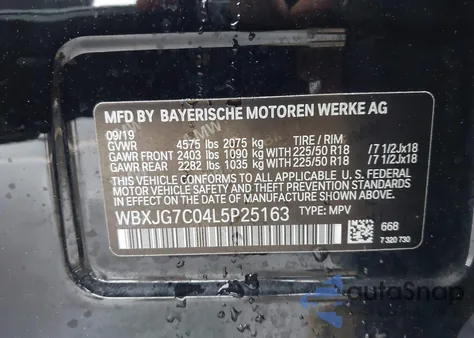 MFD BY BAYERISCHE MOTOREN WERKE AG
09/19
GVWR 4575 lbs 2075 kg TIRE / RIM
GAWR FRONT 2403 lbs 1090 kg WITH 225/50 R18 /7 1/2Jx18
GAWR REAR 2282 lbs 1035 kg WITH 225/50 R18 /7 1/2Jx18
THIS VEHICLE CONFORMS TO ALL APPLICABLE U.S. FEDERAL
MOTOR VEHICLE SAFETY, BUMPER, AND THEFT PREVENTION
STANDARDS IN EFFECT ON THE DATE OF MANUFACTURE
SHOWN ABOVE.
WBXJG7C04L5P25163 TYPE: MPV
668
7 320 730
autoSnap